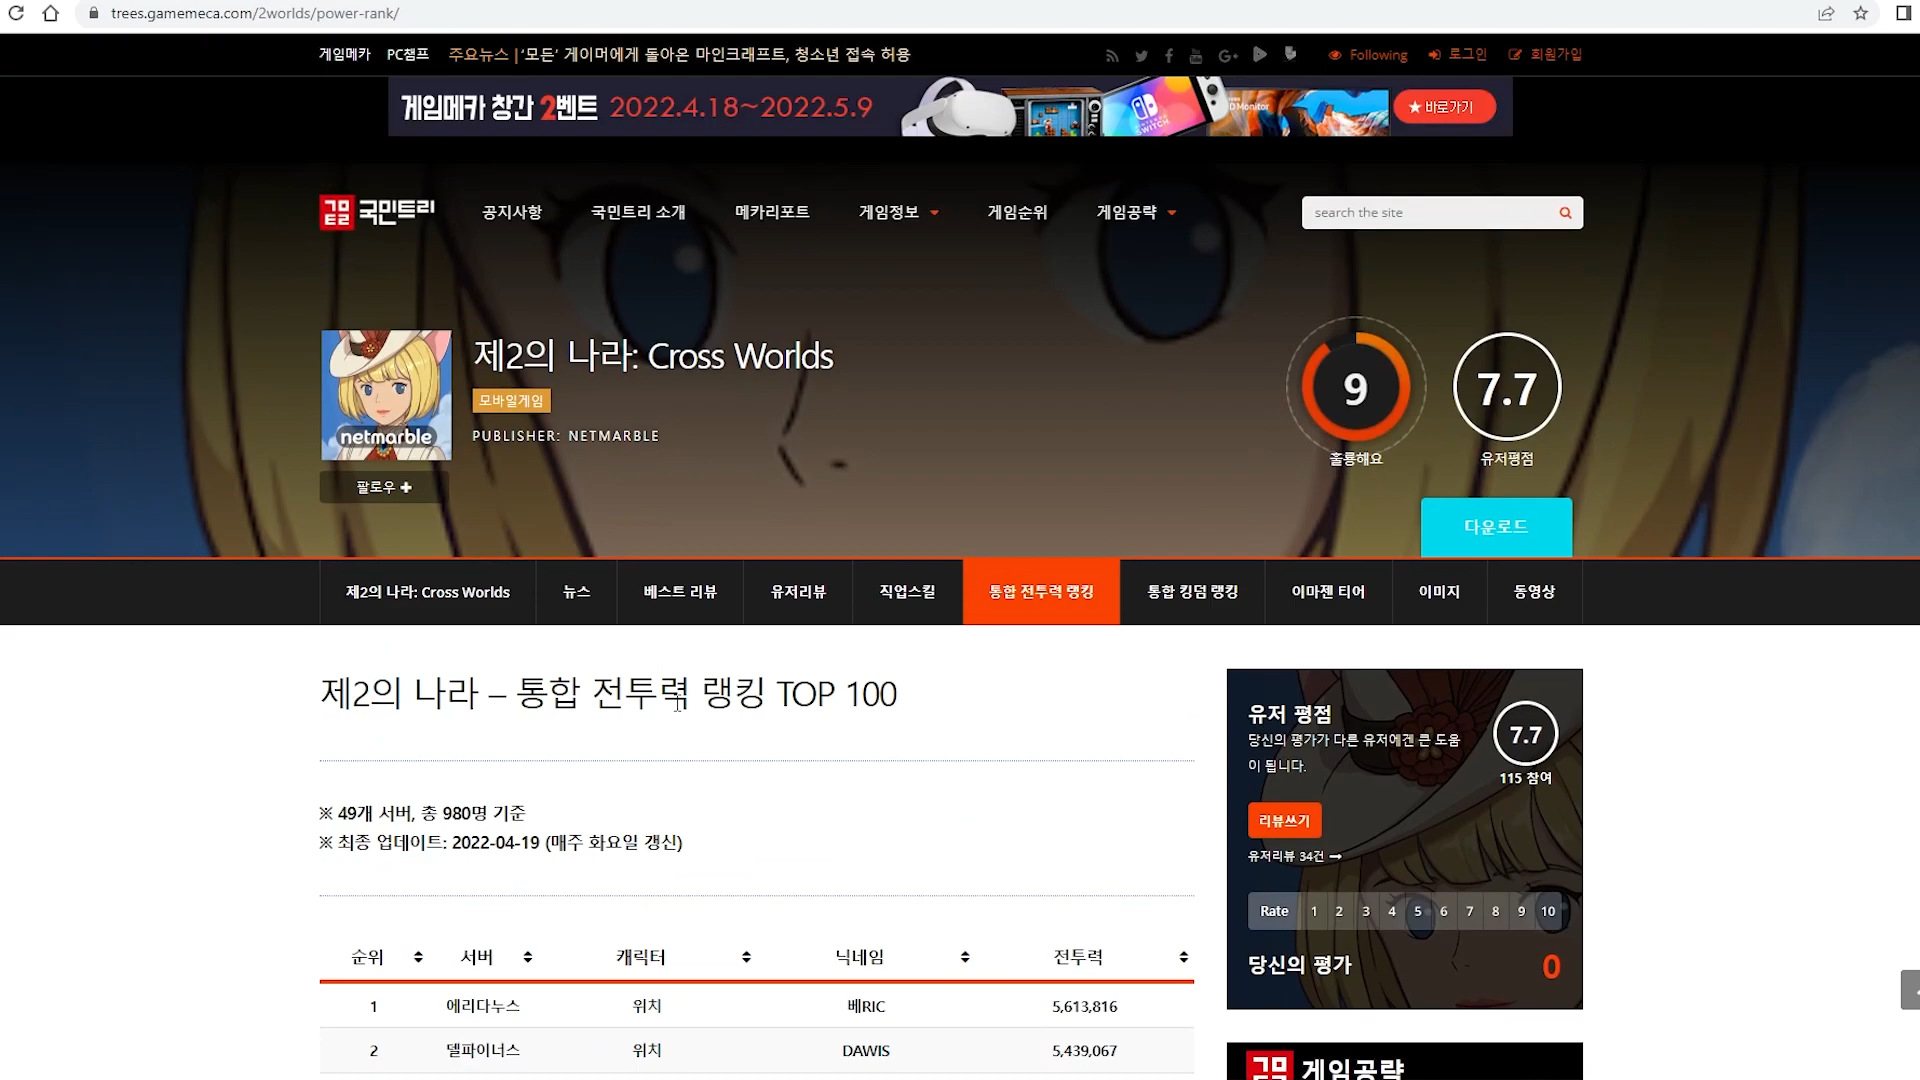 trees.gamemeca.com/2worlds/power-rank/
게임메카 PC챔프 주요뉴스 | ‘모든’ 게이머에게 돌아온 마인크래프트, 청소년 접속 허용 Following 로그인 회원가입
게임메카 창간 2벤트 2022.4.18~2022.5.9 바로가기
국민트리 공지사항 국민트리 소개 메카리포트 게임정보 게임순위 게임공략 search the site
제2의 나라: Cross Worlds
모바일게임
PUBLISHER: NETMARBLE
netmarble
팔로우
9 7.7
훌륭해요 유저평점
다운로드
제2의 나라: Cross Worlds 뉴스 베스트 리뷰 유저리뷰 직업스킬 통합 전투력 랭킹 통합 킹덤 랭킹 이마젠 티어 이미지 동영상
제2의 나라 – 통합 전투력 랭킹 TOP 100
※ 49개 서버, 총 980명 기준
※ 최종 업데이트: 2022-04-19 (매주 화요일 갱신)
순위 서버 캐릭터 닉네임 전투력
1 에리다누스 위치 베RIC 5,613,816
2 델파이너스 위치 DAWIS 5,439,067
유저 평점
당신의 평가가 다른 유저에겐 큰 도움
이 됩니다.
7.7
115 참여
리뷰쓰기
유저리뷰 34건
Rate 1 2 3 4 5 6 7 8 9 10
당신의 평가 0
게임공략